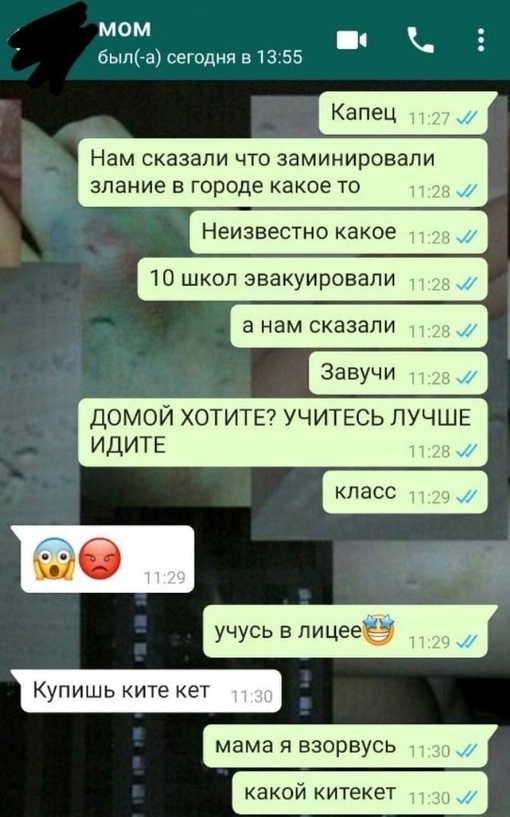 мом
был(-а) сегодня в 13:55
Капец 11:27
Нам сказали что заминировали
злание в городе какое то 11:28
Неизвестно какое 11:28
10 школ эвакуировали 11:28
а нам сказали 11:28
Завучи 11:28
ДОМОЙ ХОТИТЕ? УЧИТЕСЬ ЛУЧШЕ
ИДИТЕ 11:28
класс 11:29
😱😡 11:29
учусь в лицее🤩 11:29
Купишь ките кет 11:30
мама я взорвусь 11:30
какой китекет 11:30